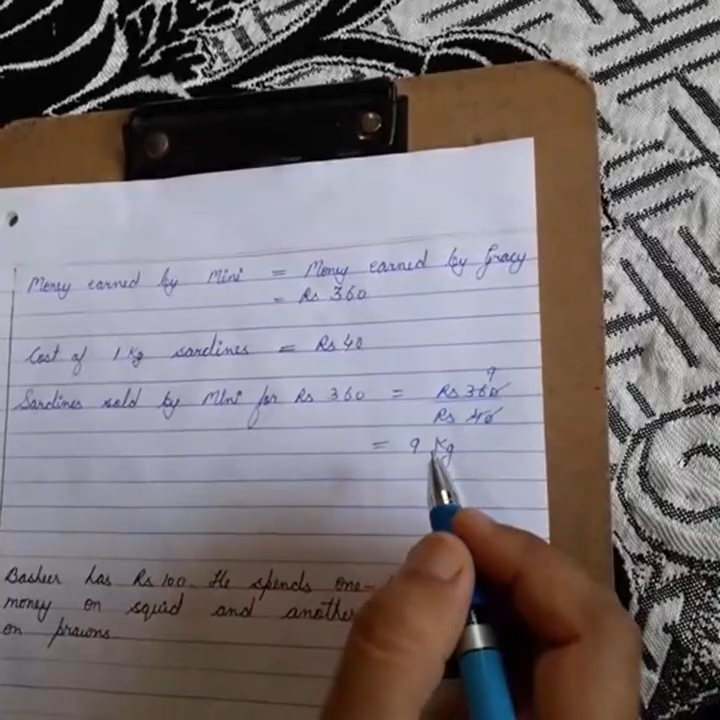 Money earned by Mini = Money earned by Gracy
= Rs 360
Cost of 1 Kg sardines = Rs 40
Sardines sold by Mini for Rs 360 = Rs 360
9
Rs 40
= 9 Kg
Basheer has Rs 100. He spends one-
money on squid and another
on prawns